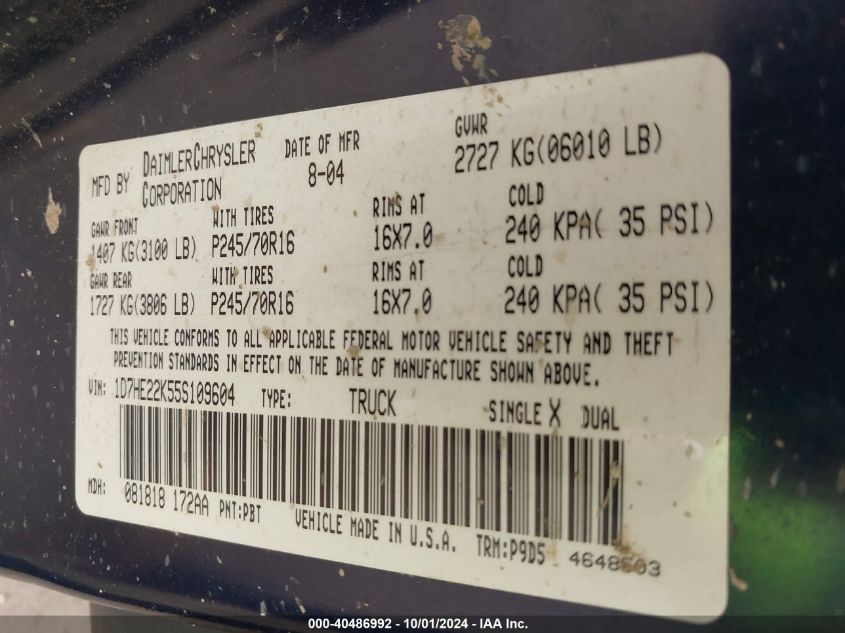 MFD BY DAIMLERCHRYSLER CORPORATION
DATE OF MFR 8-04
GVWR 2727 KG(06010 LB)
GAWR FRONT WITH TIRES RIMS AT COLD
1407 KG(3100 LB) P245/70R16 16X7.0 240 KPA( 35 PSI)
GAWR REAR WITH TIRES RIMS AT COLD
1727 KG(3806 LB) P245/70R16 16X7.0 240 KPA( 35 PSI)
THIS VEHICLE CONFORMS TO ALL APPLICABLE FEDERAL MOTOR VEHICLE SAFETY AND THEFT
PREVENTION STANDARDS IN EFFECT ON THE DATE OF MANUFACTURE SHOWN ABOVE.
VIN: 1D7HE22K55S109604 TYPE: TRUCK SINGLE X DUAL
MDH: 081818 172AA PNT:PBT VEHICLE MADE IN U.S.A. TRM:P9D5
000-40486992 - 10/01/2024 - IAA Inc.